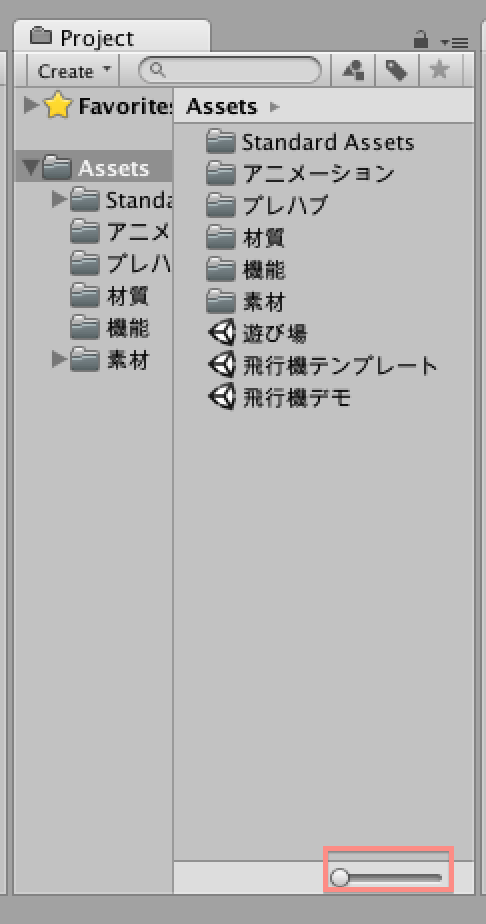 Project
Create
Favorites
Assets
Standa
アニメ
プレハ
材質
機能
素材
Assets
Standard Assets
アニメーション
プレハブ
材質
機能
素材
遊び場
飛行機テンプレート
飛行機デモ